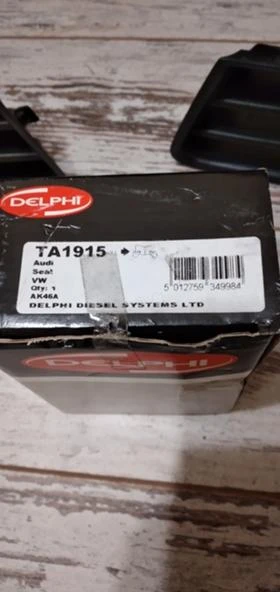 DELPHI
TA1915
Audi
Seat
VW
Qty: 1
AK46A
5 012759 349984
DELPHI DIESEL SYSTEMS LTD
DELPHI